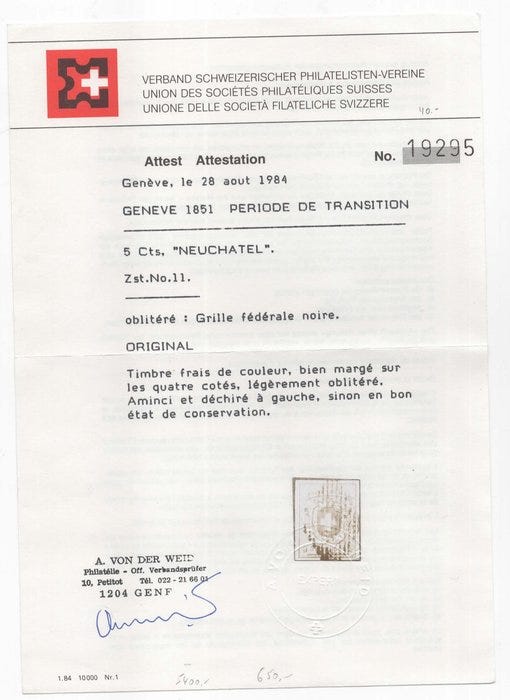 VERBAND SCHWEIZERISCHER PHILATELISTEN-VEREINE
UNION DES SOCIÉTÉS PHILATÉLIQUES SUISSES
UNIONE DELLE SOCIETÀ FILATELICHE SVIZZERE
40.-
Attest Attestation
No. 19295
Genève, le 28 aout 1984
GENEVE 1851 PERIODE DE TRANSITION
5 Cts, "NEUCHATEL".
Zst.No.11.
oblitéré : Grille fédérale noire.
ORIGINAL
Timbre frais de couleur, bien margé sur
les quatre cotés, légèrement oblitéré.
Aminci et déchiré à gauche, sinon en bon
état de conservation.
A. VON DER WEID
Philatélie - Off. Verbandsprüfer
10, Petitot Tél. 022 - 21 66 01
1204 GENF
1.84 10000 Nr.1
5400,-
650,-